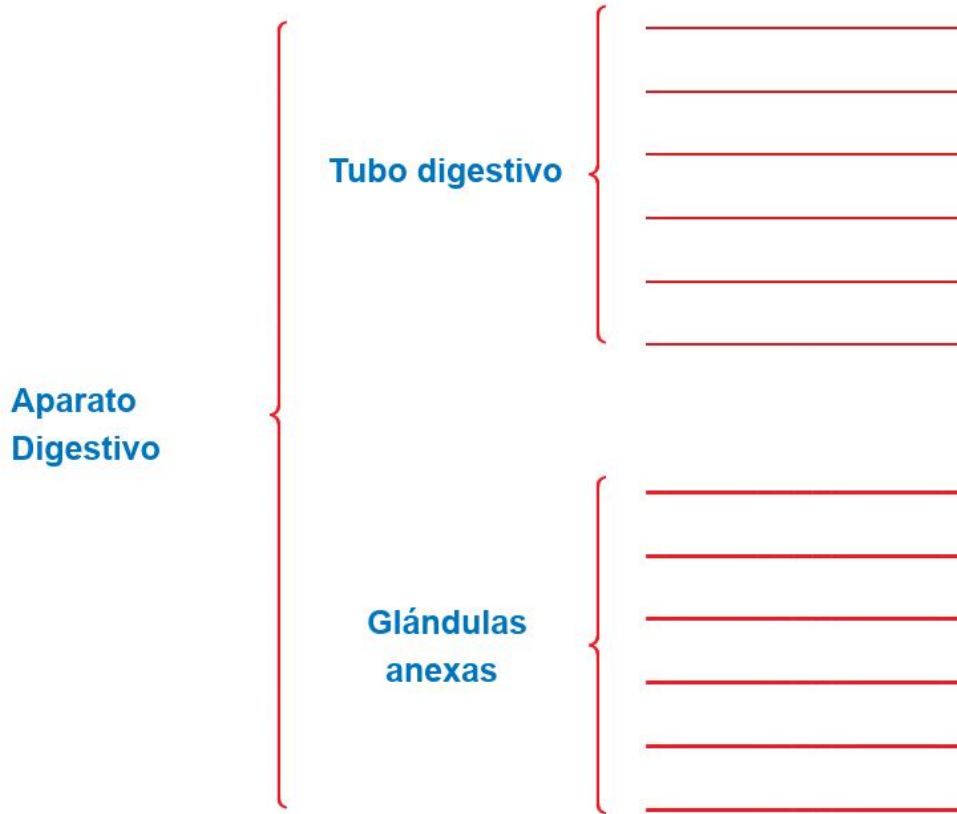 Tubo digestivo
Aparato
Digestivo
Glándulas
anexas